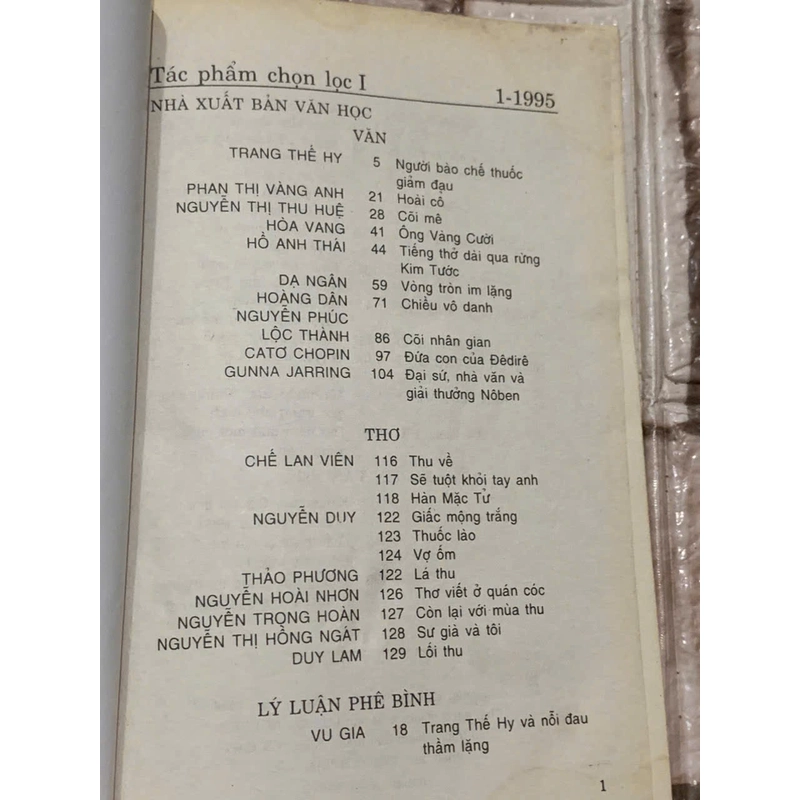 Tác phẩm chọn lọc I 1-1995
NHÀ XUẤT BẢN VĂN HỌC
VĂN
TRANG THẾ HY 5 Người bào chế thuốc
giảm đạu
PHAN THỊ VÀNG ANH 21 Hoài cổ
NGUYỄN THỊ THU HUỆ 28 Cõi mê
HÒA VANG 41 Ông Vàng Cười
HỒ ANH THÁI 44 Tiếng thở dài qua rừng
Kim Tước
DẠ NGÂN 59 Vòng tròn im lặng
HOÀNG DÂN 71 Chiều vô danh
NGUYỄN PHÚC
LỘC THÀNH 86 Cõi nhân gian
CATƠ CHOPIN 97 Đứa con của Đêdirê
GUNNA JARRING 104 Đại sứ, nhà văn và
giải thưởng Nôben
THƠ
CHẾ LAN VIÊN 116 Thu về
117 Sẽ tuột khỏi tay anh
118 Hàn Mặc Tử
NGUYỄN DUY 122 Giấc mộng trắng
123 Thuốc lào
124 Vợ ốm
THẢO PHƯƠNG 122 Lá thu
NGUYỄN HOÀI NHƠN 126 Thơ viết ở quán cóc
NGUYỄN TRỌNG HOÀN 127 Còn lại với mùa thu
NGUYỄN THỊ HỒNG NGÁT 128 Sư già và tôi
DUY LAM 129 Lối thu
LÝ LUẬN PHÊ BÌNH
VU GIA 18 Trang Thế Hy và nỗi đau
thầm lặng
1